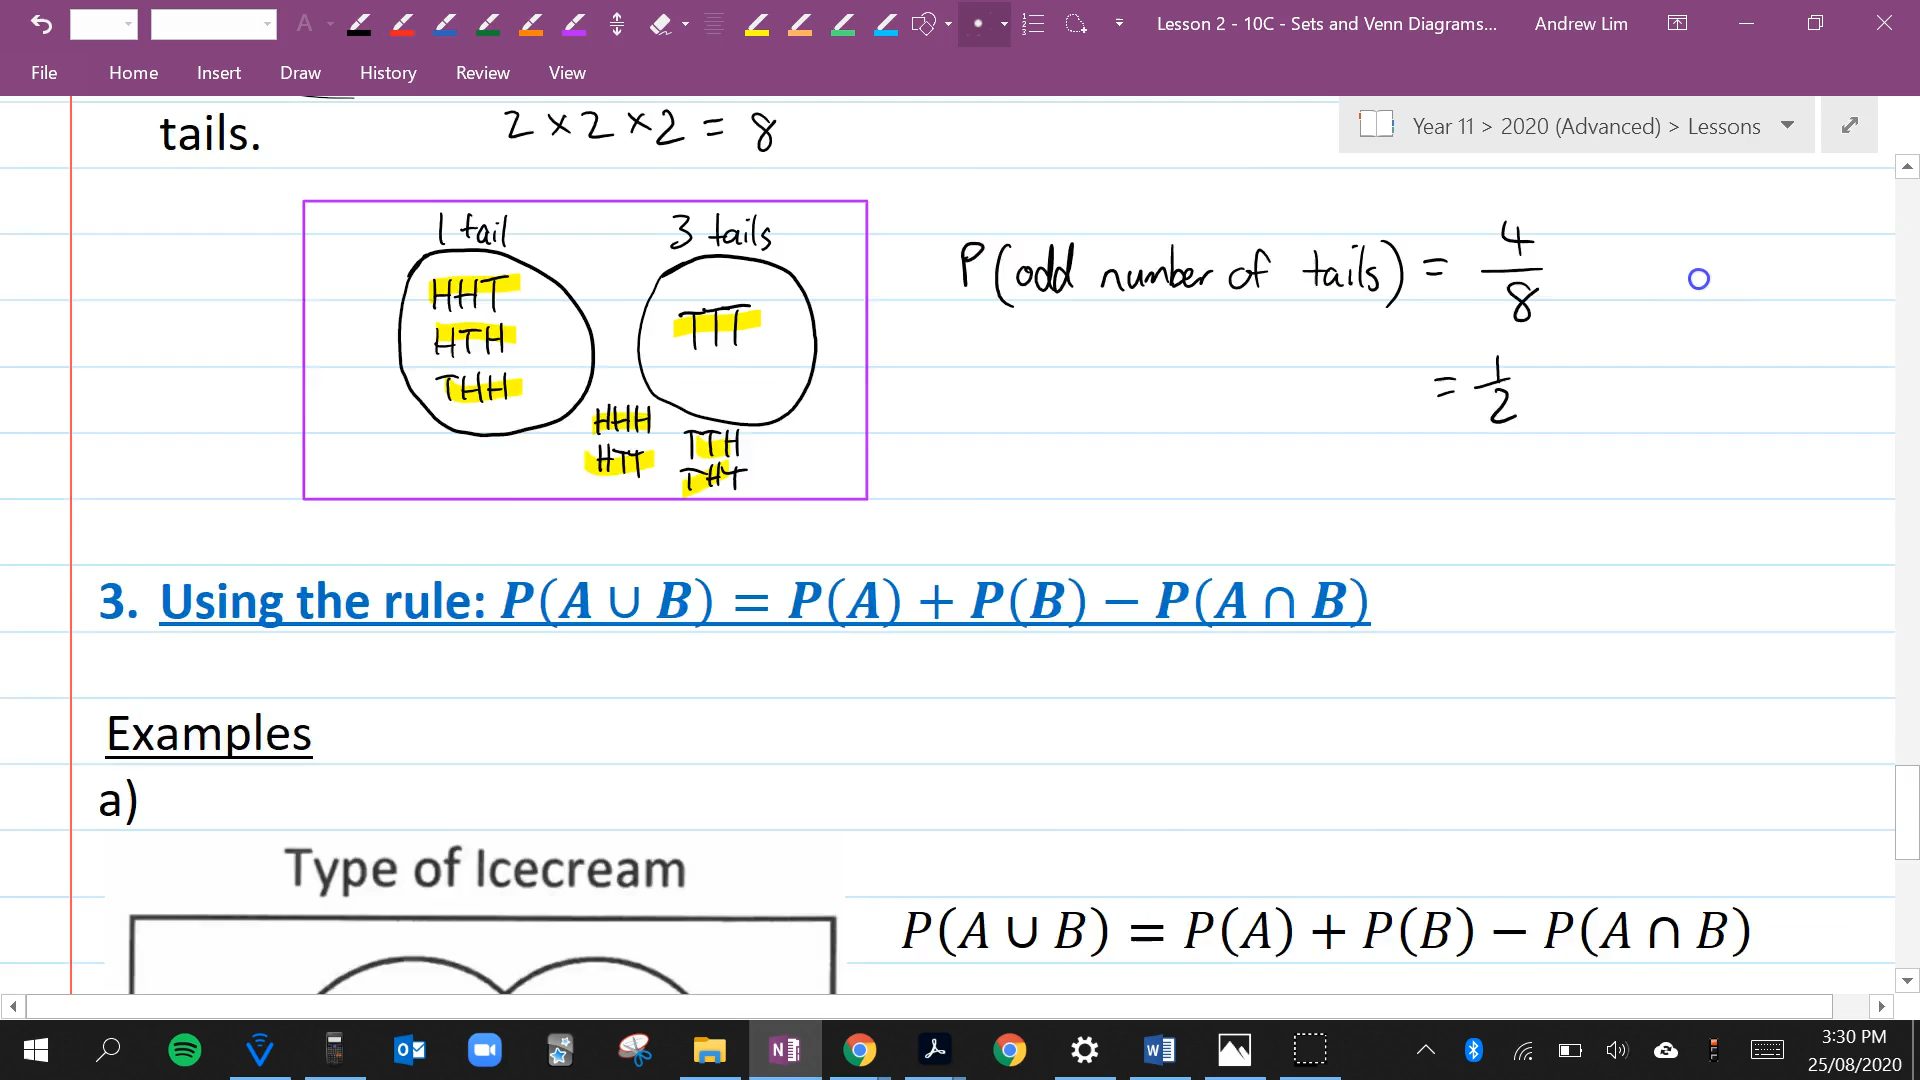 Lesson 2 - 10C - Sets and Venn Diagrams... Andrew Lim
File Home Insert Draw History Review View
Year 11 > 2020 (Advanced) > Lessons
tails. 2 × 2 × 2 = 8
1 tail 3 tails
HHT
HTH
THH
TTT
HHH
HTT
TTH
THT
P(odd number of tails) = 4/8
= 1/2
3. Using the rule: P(A ∪ B) = P(A) + P(B) − P(A ∩ B)
Examples
a)
Type of Icecream
P(A ∪ B) = P(A) + P(B) − P(A ∩ B)
3:30 PM
25/08/2020